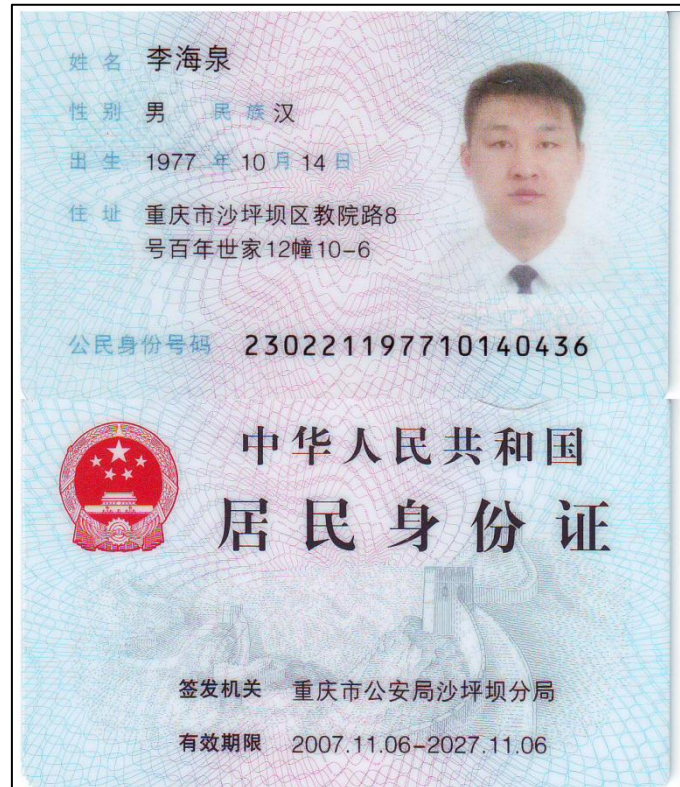 姓名 李海泉
性别 男 民族 汉
出生 1977 年 10 月 14 日
住址 重庆市沙坪坝区教院路8
号百年世家12幢10-6
公民身份号码 230221197710140436
中华人民共和国
居民身份证
签发机关 重庆市公安局沙坪坝分局
有效期限 2007.11.06-2027.11.06